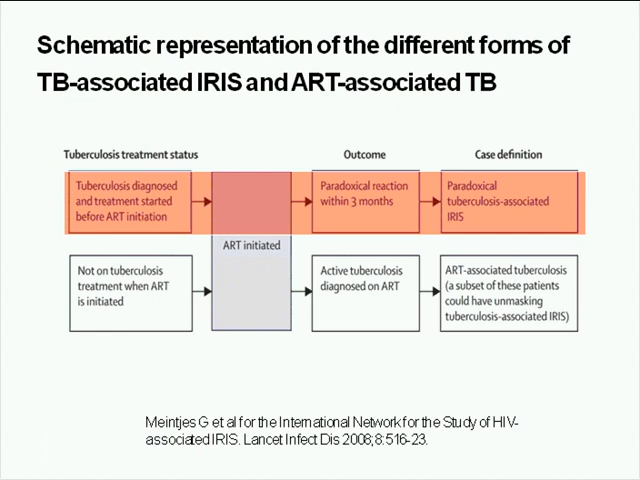 Schematic representation of the different forms of
TB-associated IRIS and ART-associated TB
Tuberculosis treatment status
Outcome
Case definition
Tuberculosis diagnosed
and treatment started
before ART initiation
Paradoxical reaction
within 3 months
Paradoxical
tuberculosis-associated
IRIS
ART initiated
Not on tuberculosis
treatment when ART
is initiated
Active tuberculosis
diagnosed on ART
ART-associated tuberculosis
(a subset of these patients
could have unmasking
tuberculosis-associated IRIS)
Meintjes G et al for the International Network for the Study of HIV-
associated IRIS. Lancet Infect Dis 2008;8:516-23.